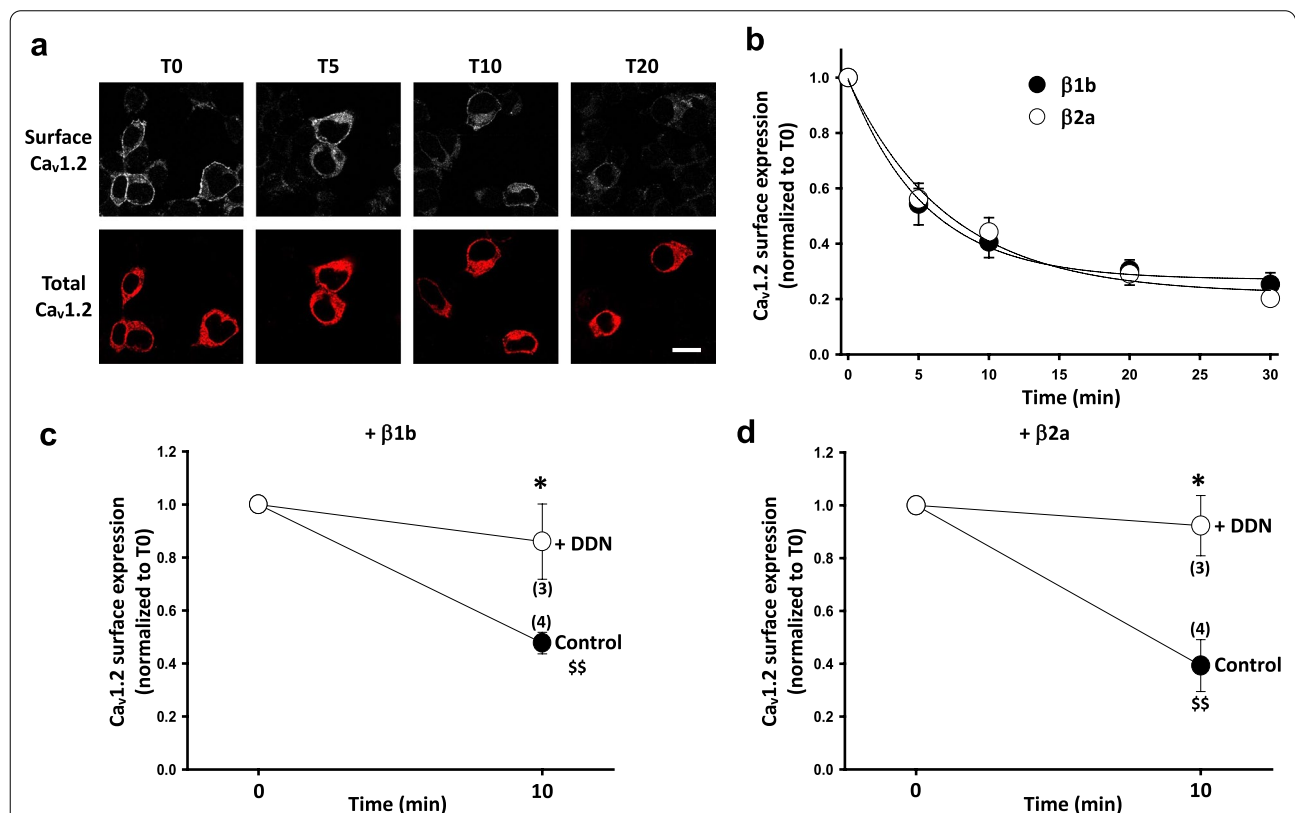 a
T0 T5 T10 T20
Surface
Cav1.2
Total
Cav1.2
b
Cav1.2 surface expression
(normalized to T0)
1.0
0.8
0.6
0.4
0.2
0.0
β1b
β2a
0 5 10 15 20 25 30
Time (min)
c
+ β1b
Cav1.2 surface expression
(normalized to T0)
1.2
1.0
0.8
0.6
0.4
0.2
0.0
*
+ DDN
(3)
(4)
Control
$$
0 10
Time (min)
d
+ β2a
Cav1.2 surface expression
(normalized to T0)
1.2
1.0
0.8
0.6
0.4
0.2
0.0
*
+ DDN
(3)
(4)
Control
$$
0 10
Time (min)